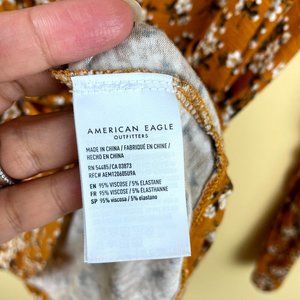 AMERICAN EAGLE
OUTFITTERS
MADE IN CHINA / FABRIQUÉ EN CHINE /
HECHO EN CHINA
RN 54485/CA 03873
RFC# AEM120605U9A
EN 95% VISCOSE / 5% ELASTANE
FR 95% VISCOSE / 5% ÉLASTHANNE
SP 95% viscosa / 5% elastano